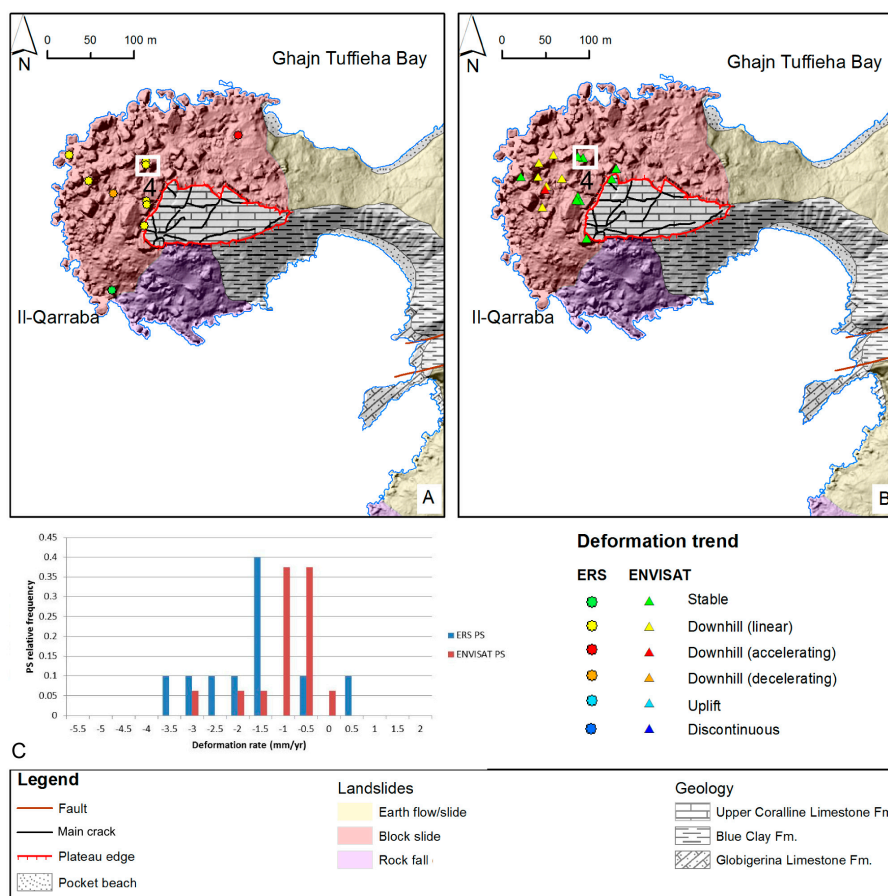 0 50 100 m
N
Ghajn Tuffieha Bay
4
Il-Qarraba
A
0 50 100 m
N
Ghajn Tuffieha Bay
4
Il-Qarraba
B
0.45
0.4
0.35
0.3
0.25
0.2
0.15
0.1
0.05
0
PS relative frequency
-5.5 -5 -4.5 -4 -3.5 -3 -2.5 -2 -1.5 -1 -0.5 0 0.5 1 1.5 2
Deformation rate (mm/yr)
ERS PS
ENVISAT PS
C
Deformation trend
ERS ENVISAT
Stable
Downhill (linear)
Downhill (accelerating)
Downhill (decelering)
Uplift
Discontinuous
Legend
Fault
Main crack
Plateau edge
Pocket beach
Landslides
Earth flow/slide
Block slide
Rock fall
Geology
Upper Coralline Limestone Fm
Blue Clay Fm.
Globigerina Limestone Fm.